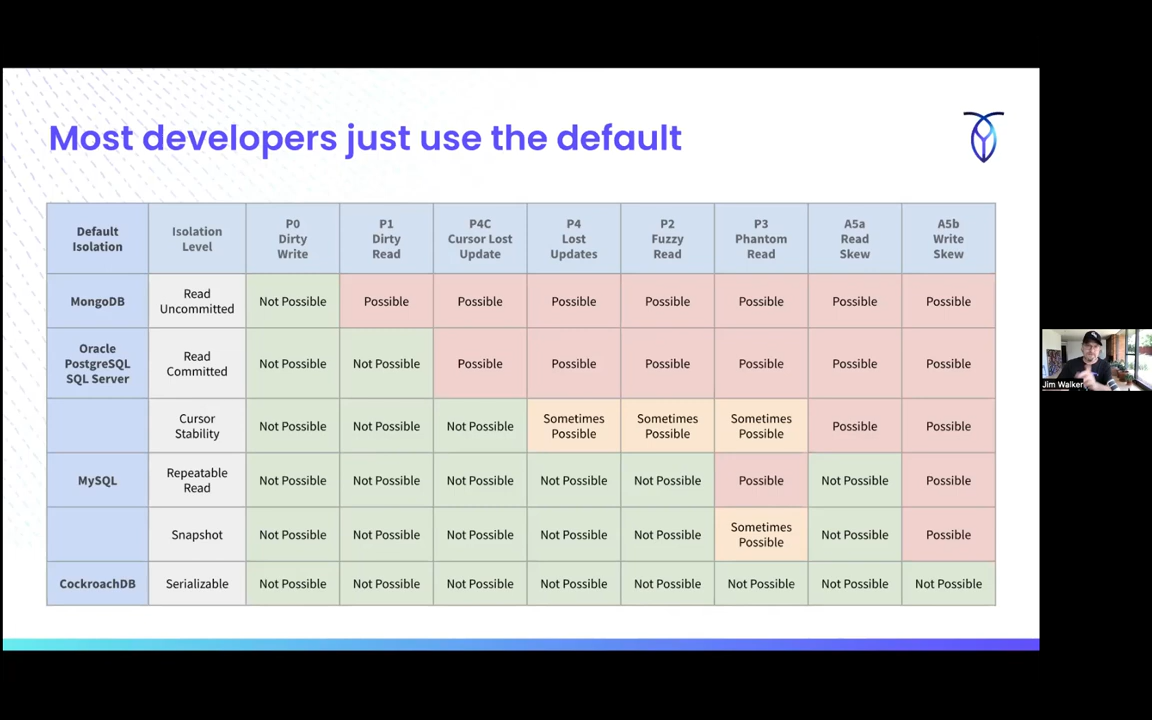 Most developers just use the default
Default
Isolation
Isolation
Level
P0
Dirty
Write
P1
Dirty
Read
P4C
Cursor Lost
Update
P4
Lost
Updates
P2
Fuzzy
Read
P3
Phantom
Read
A5a
Read
Skew
A5b
Write
Skew
MongoDB
Read
Uncommitted
Not Possible
Possible
Possible
Possible
Possible
Possible
Possible
Possible
Oracle
PostgreSQL
SQL Server
Read
Committed
Not Possible
Not Possible
Possible
Possible
Possible
Possible
Possible
Possible
Cursor
Stability
Not Possible
Not Possible
Not Possible
Sometimes
Possible
Sometimes
Possible
Sometimes
Possible
Possible
Possible
MySQL
Repeatable
Read
Not Possible
Not Possible
Not Possible
Not Possible
Not Possible
Possible
Not Possible
Possible
Snapshot
Not Possible
Not Possible
Not Possible
Not Possible
Not Possible
Sometimes
Possible
Not Possible
Possible
CockroachDB
Serializable
Not Possible
Not Possible
Not Possible
Not Possible
Not Possible
Not Possible
Not Possible
Not Possible
Jim Walker